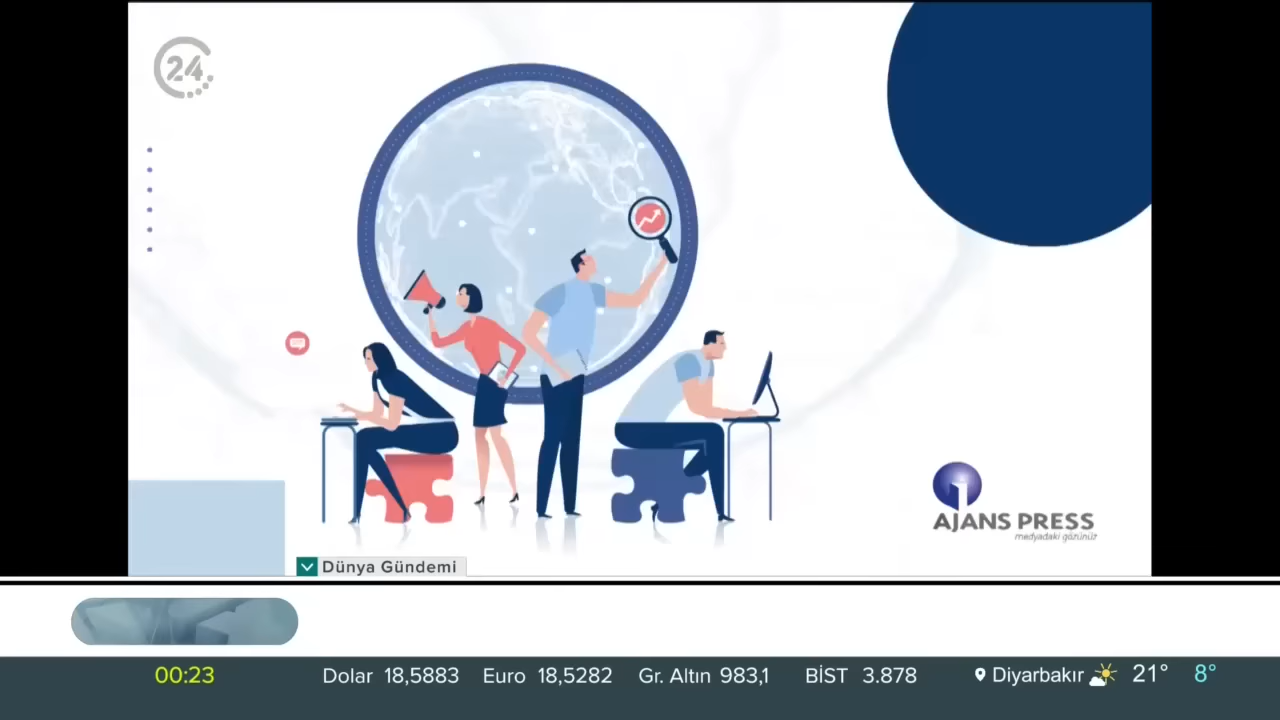 24
AJANS PRESS
medyadaki gözünüz
Dünya Gündemi
00:23 Dolar 18,5883 Euro 18,5282 Gr. Altın 983,1 BİST 3.878 Diyarbakır 21° 8°